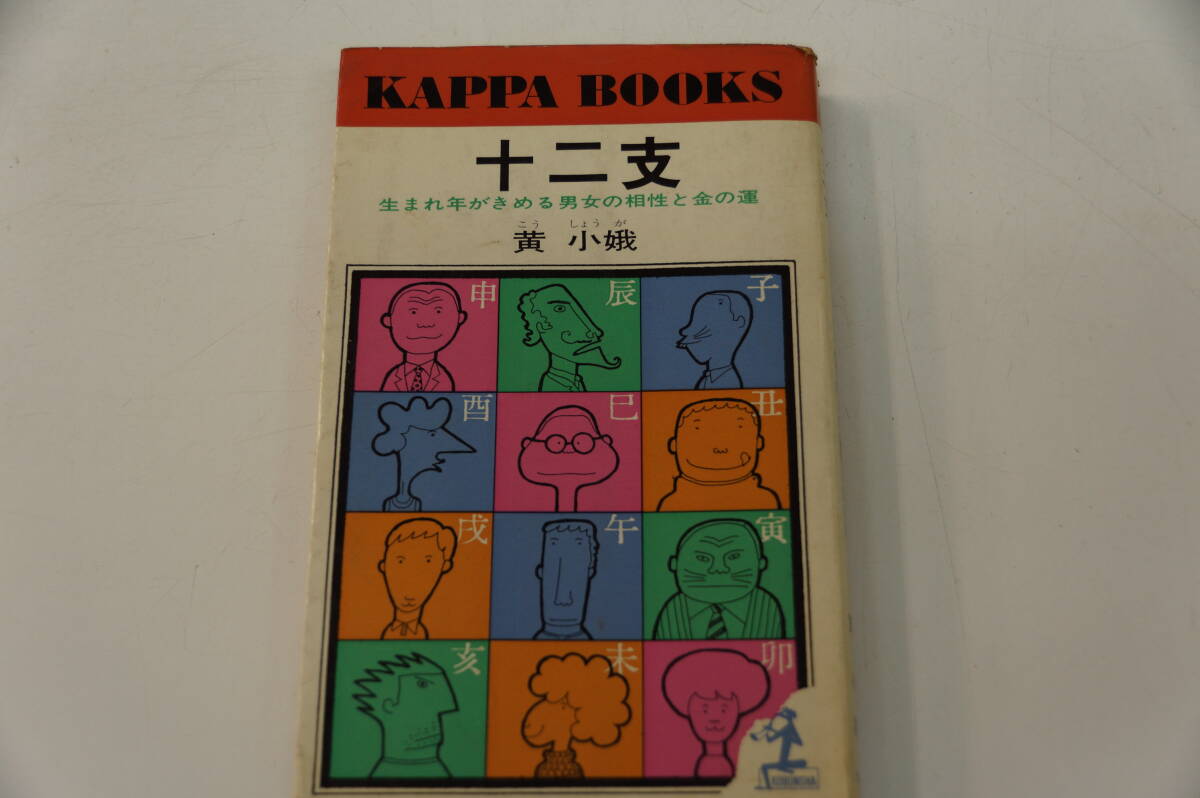 KAPPA BOOKS
十二支
生まれ年がきめる男女の相性と金の運
こう しょう が
黄 小娥
申 辰 子
酉 巳 丑
戌 午 寅
亥 未 卯
KOBUNSHA